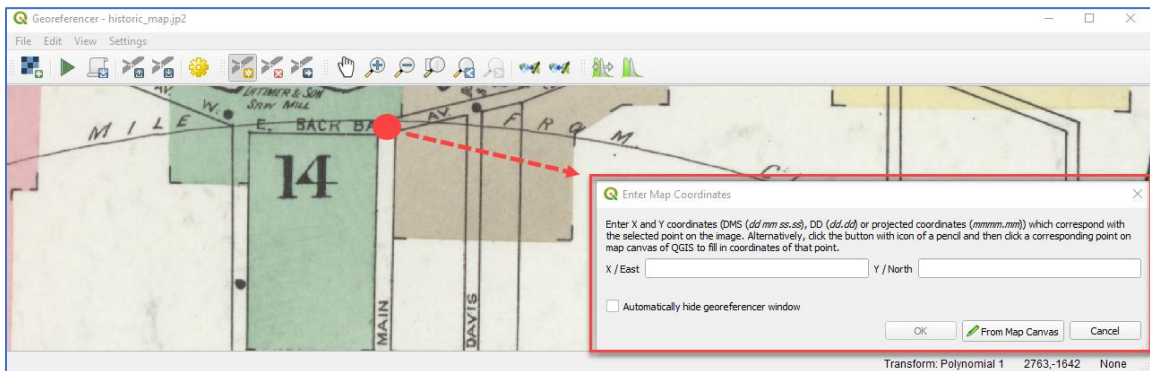 Georeferencer - historic_map.jp2
File Edit View Settings
AV.
LATIMER & SON
SAW MILL
W.
MILE
E. BACK BA
AV.
FROM
14
MAIN
DAVIS
Enter Map Coordinates
Enter X and Y coordinates (DMS (dd mm ss.ss), DD (dd.dd) or projected coordinates (mmmm.mm)) which correspond with
the selected point on the image. Alternatively, click the button with icon of a pencil and then click a corresponding point on
map canvas of QGIS to fill in coordinates of that point.
X / East Y / North
Automatically hide georeferencer window
OK From Map Canvas Cancel
Transform: Polynomial 1 2763,-1642 None